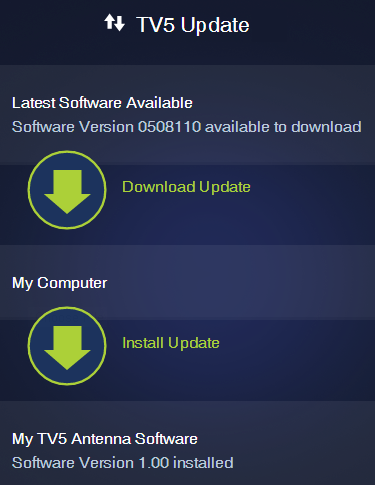 TV5 Update
Latest Software Available
Software Version 0508110 available to download
Download Update
My Computer
Install Update
My TV5 Antenna Software
Software Version 1.00 installed